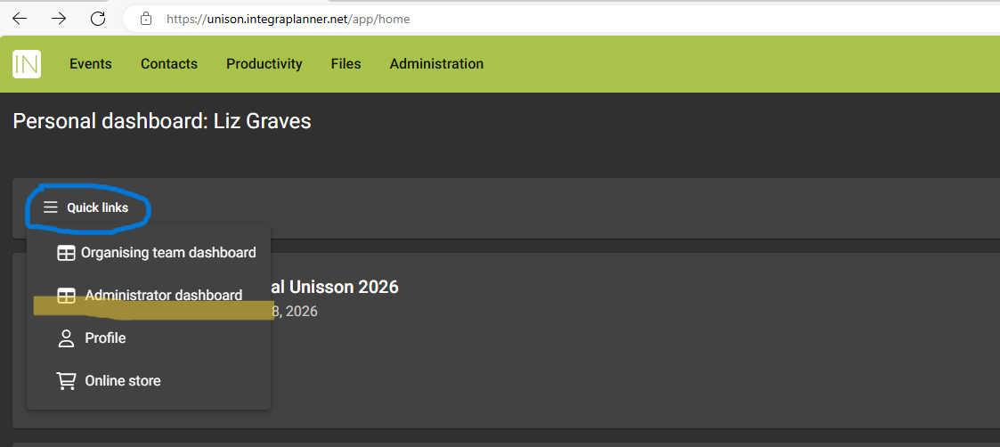 https://unison.integraplanner.net/app/home
IN Events Contacts Productivity Files Administration
Personal dashboard: Liz Graves
Quick links
Organising team dashboard
Administrator dashboard
al Unisson 2026
8, 2026
Profile
Online store